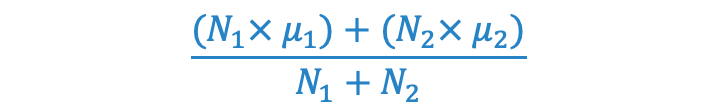 (N₁× μ₁) + (N₂× μ₂)
N₁ + N₂